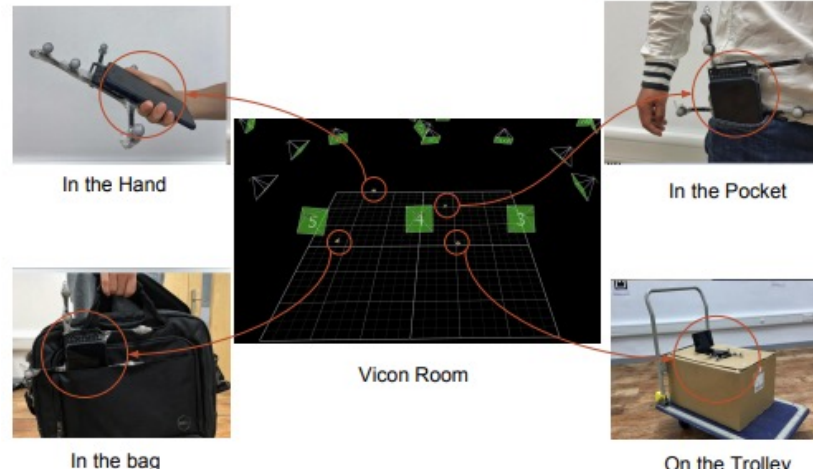 In the Hand
In the Pocket
5
4
3
Vicon Room
In the bag
On the Trolley